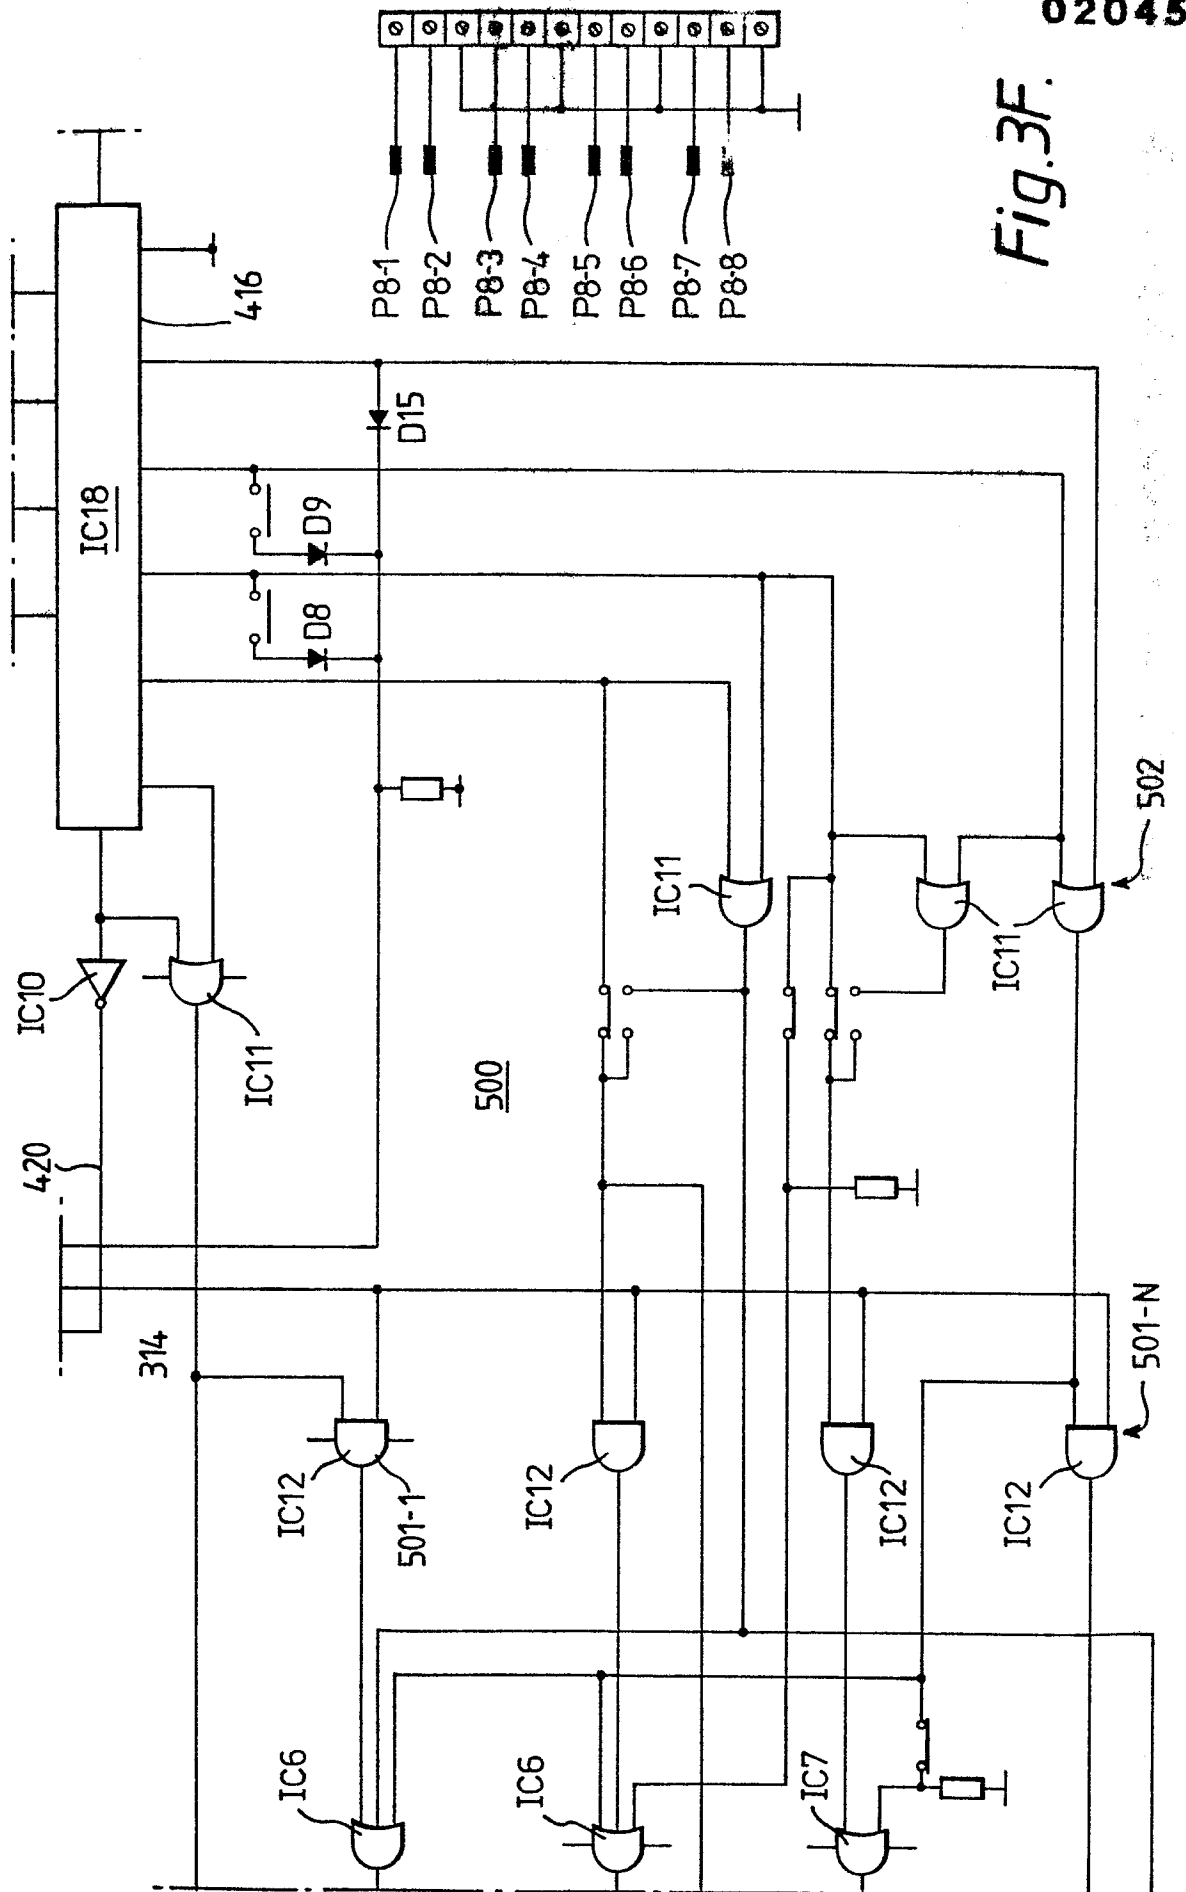 02045
Fig.3F.
P8-1
P8-2
P8-3
P8-4
P8-5
P8-6
P8-7
P8-8
416
IC18
D15
D9
D8
502
IC11
IC11
IC10
IC11
500
420
314
501-N
IC12
501-1
IC12
IC12
IC12
IC6
IC6
IC7